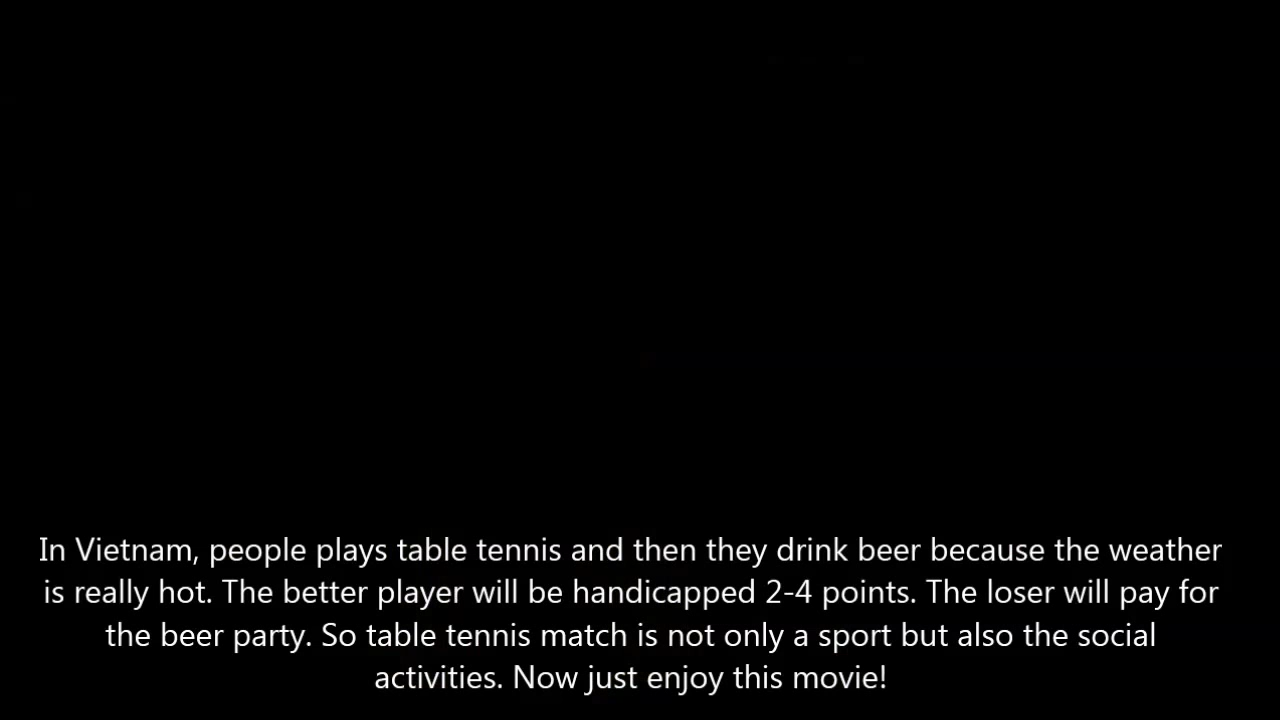 In Vietnam, people plays table tennis and then they drink beer because the weather
is really hot. The better player will be handicapped 2-4 points. The loser will pay for
the beer party. So table tennis match is not only a sport but also the social
activities. Now just enjoy this movie!